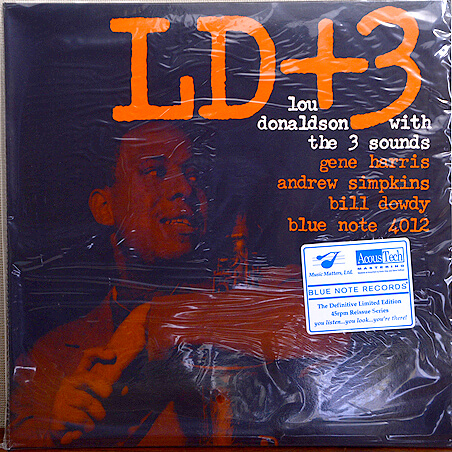 LD+3
lou
donaldson with
the 3 sounds
gene harris
andrew simpkins
bill dowdy
blue note 4012
Music Matters, Ltd.
AcousTech
MASTERING
BLUE NOTE RECORDS
The Definitive Limited Edition
45rpm Reissue Series
you listen...you look...you're there!